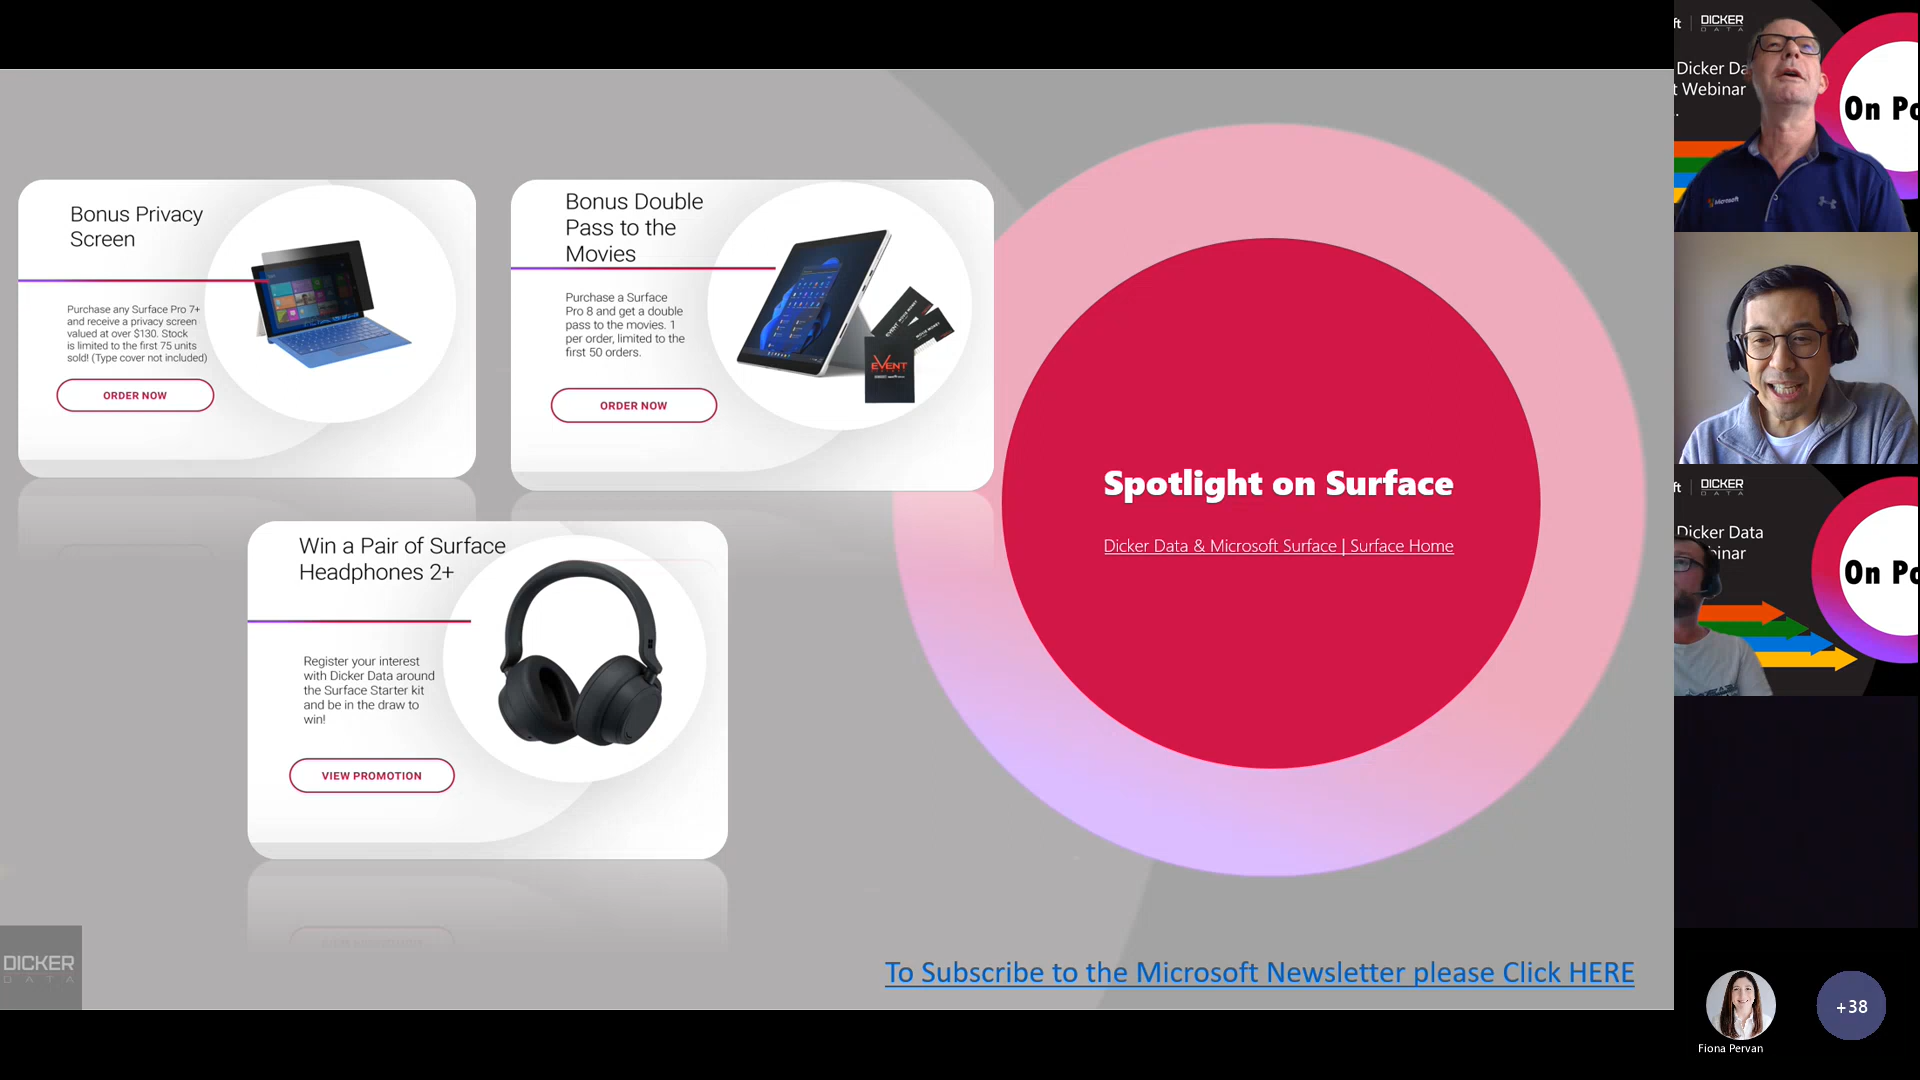 Bonus Privacy
Screen
Purchase any Surface Pro 7+
and receive a privacy screen
valued at over $130. Stock
is limited to the first 75 units
sold! (Type cover not included)
ORDER NOW
Bonus Double
Pass to the
Movies
Purchase a Surface
Pro 8 and get a double
pass to the movies. 1
per order, limited to the
first 50 orders.
ORDER NOW
EVENT
Win a Pair of Surface
Headphones 2+
Register your interest
with Dicker Data around
the Surface Starter kit
and be in the draw to
win!
VIEW PROMOTION
Spotlight on Surface
Dicker Data & Microsoft Surface | Surface Home
To Subscribe to the Microsoft Newsletter please Click HERE
DICKER
DATA
ft | DICKER
DATA
Dicker Da
t Webinar
On Po
Microsoft
ft | DICKER
DATA
Dicker Data
binar
On Po
Fiona Pervan
+38